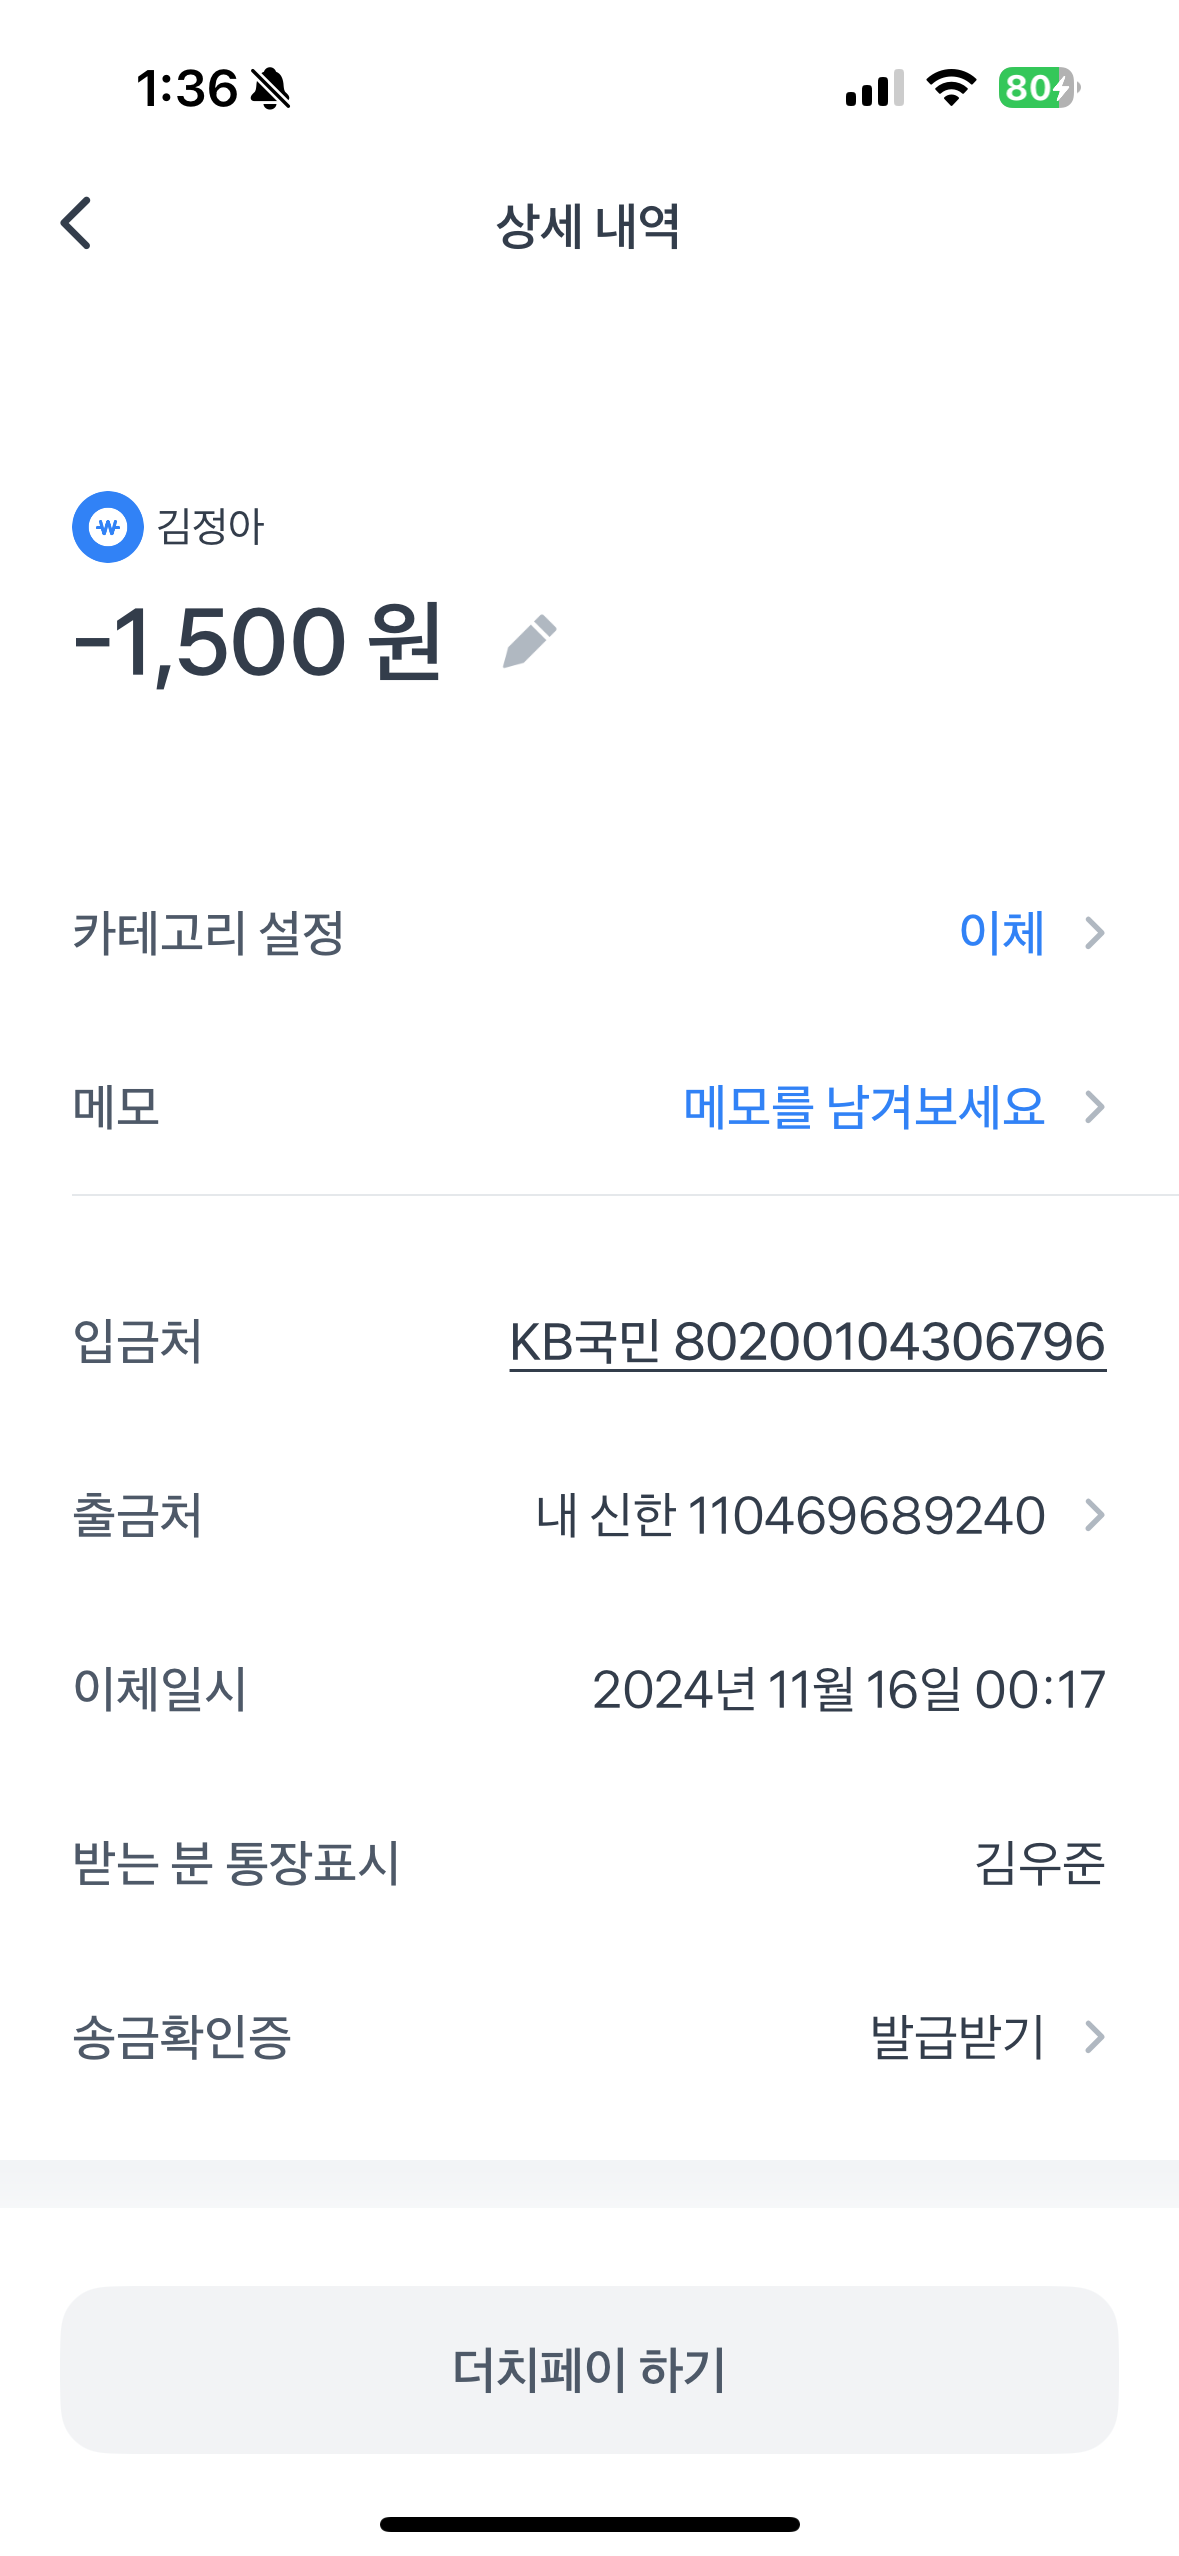 1:36
80
상세 내역
김정아
-1,500 원
카테고리 설정 이체
메모 메모를 남겨보세요
입금처 KB국민 80200104306796
출금처 내 신한 110469689240
이체일시 2024년 11월 16일 00:17
받는 분 통장표시 김우준
송금확인증 발급받기
더치페이 하기